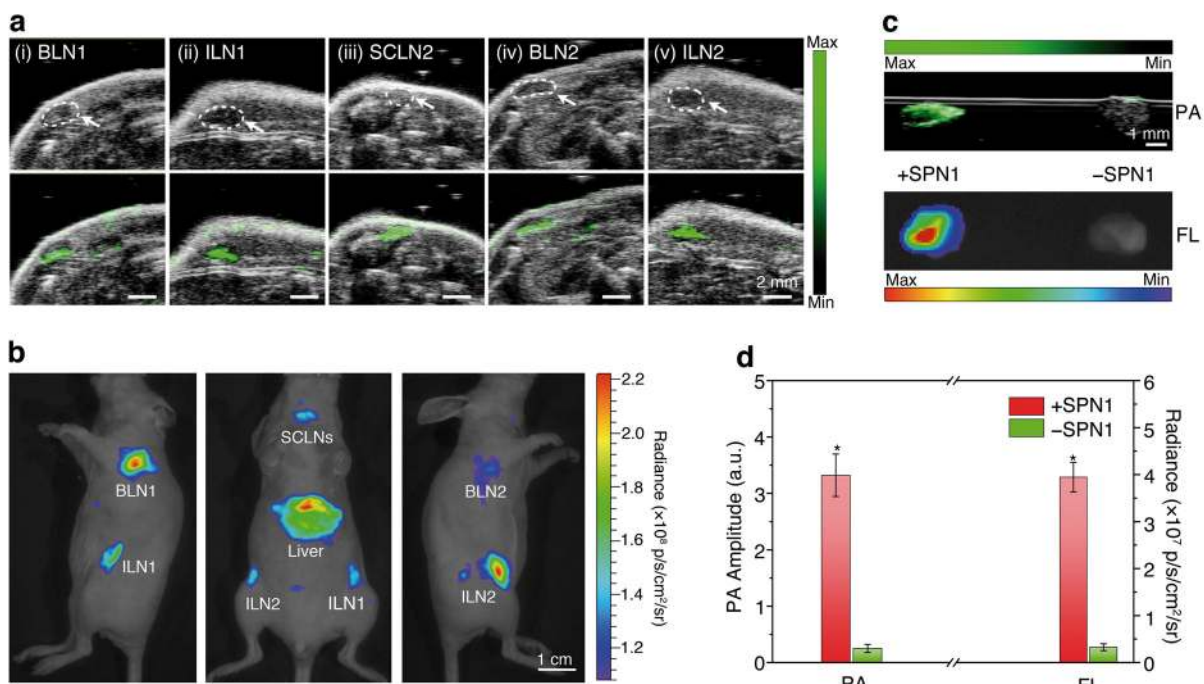 a
(i) BLN1
(ii) ILN1
(iii) SCLN2
(iv) BLN2
(v) ILN2
Max
Min
2 mm
c
Max Min
PA
1 mm
+SPN1 −SPN1
FL
Max Min
b
BLN1
ILN1
SCLNs
Liver
ILN2 ILN1
BLN2
ILN2
1 cm
2.2
2.0
1.8
1.6
1.4
1.2
Radiance (×10⁸ p/s/cm²/sr)
d
PA Amplitude (a.u.)
5
4
3
2
1
0
+SPN1
−SPN1
*
*
6
5
4
3
2
1
0
Radiance (×10⁷ p/s/cm²/sr)
PA FL